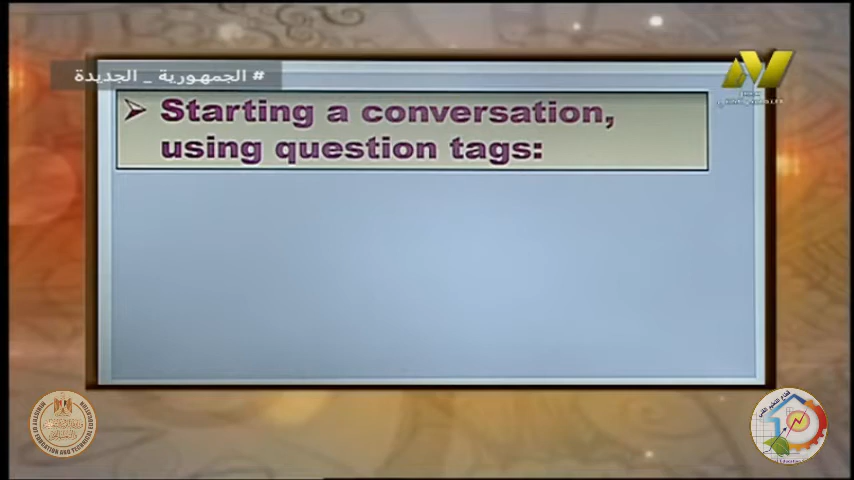 # الجمهورية _ الجديدة
Starting a conversation,
using question tags: